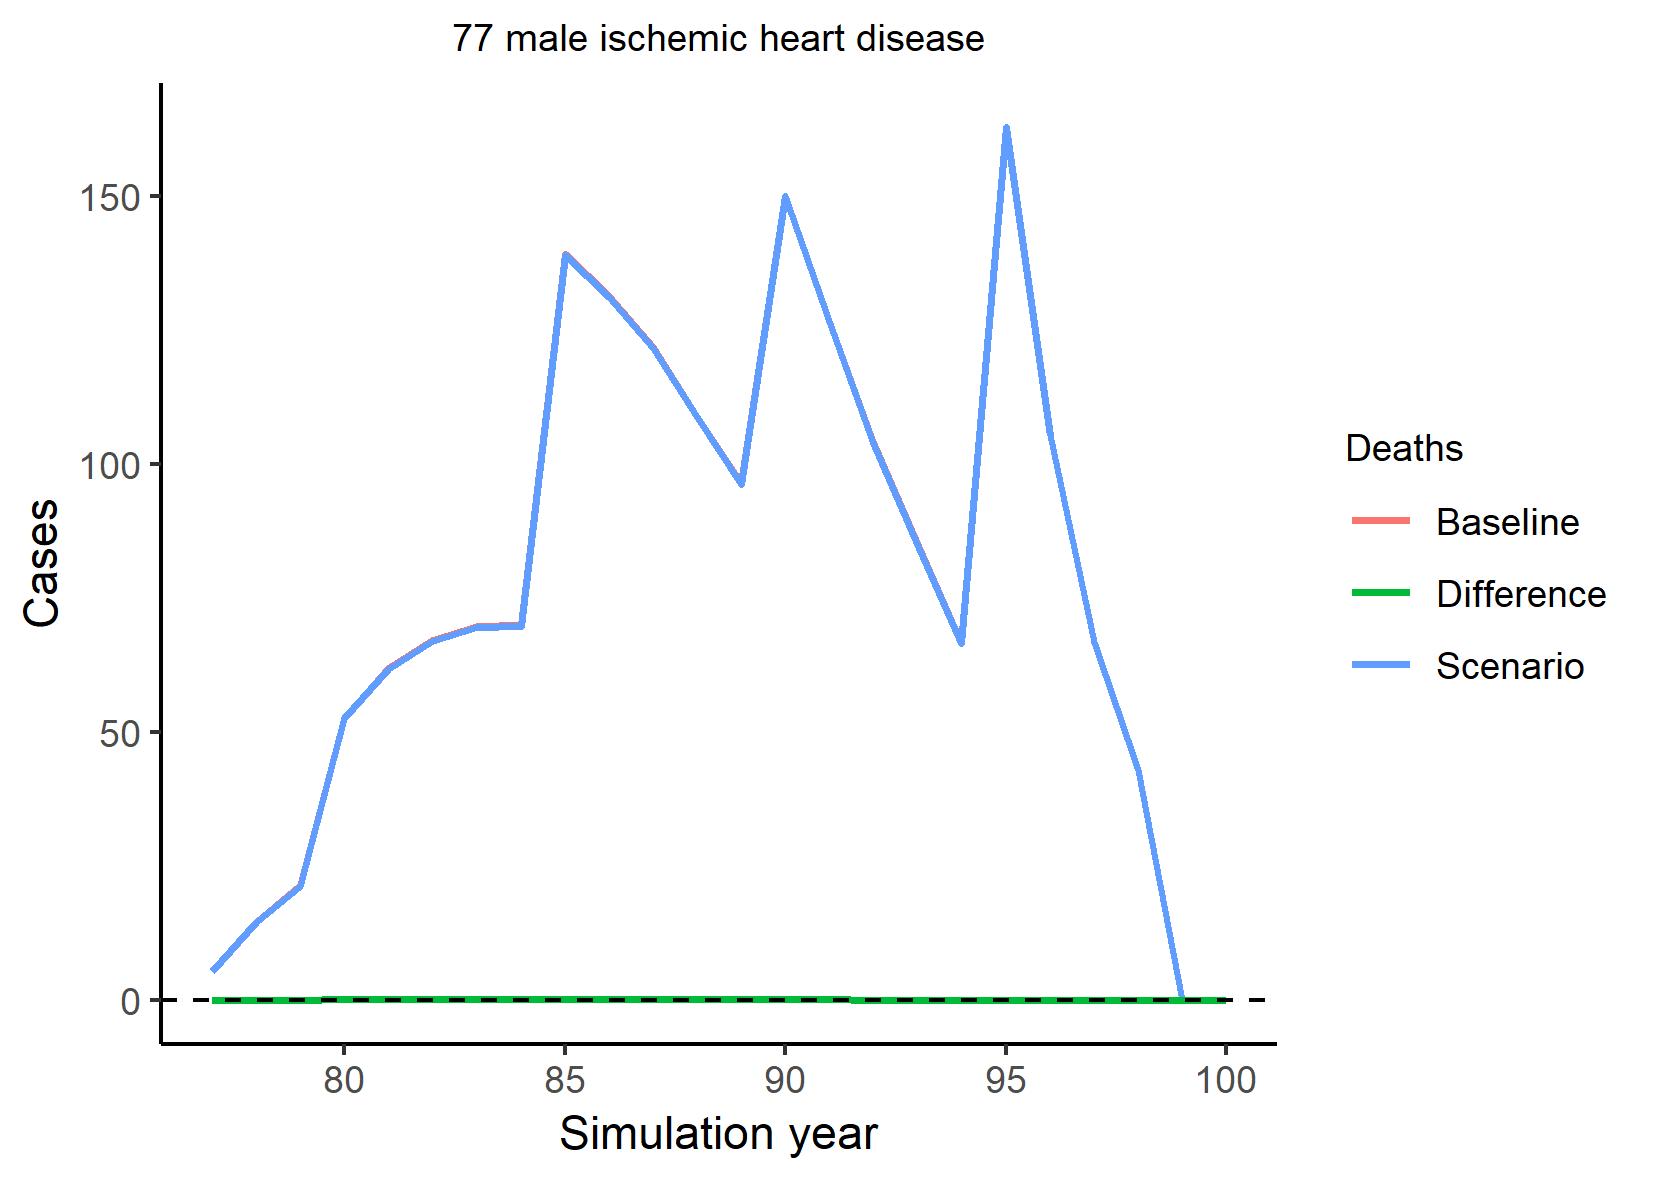 77 male ischemic heart disease
150
100
50
0
Cases
80 85 90 95 100
Simulation year
Deaths
Baseline
Difference
Scenario